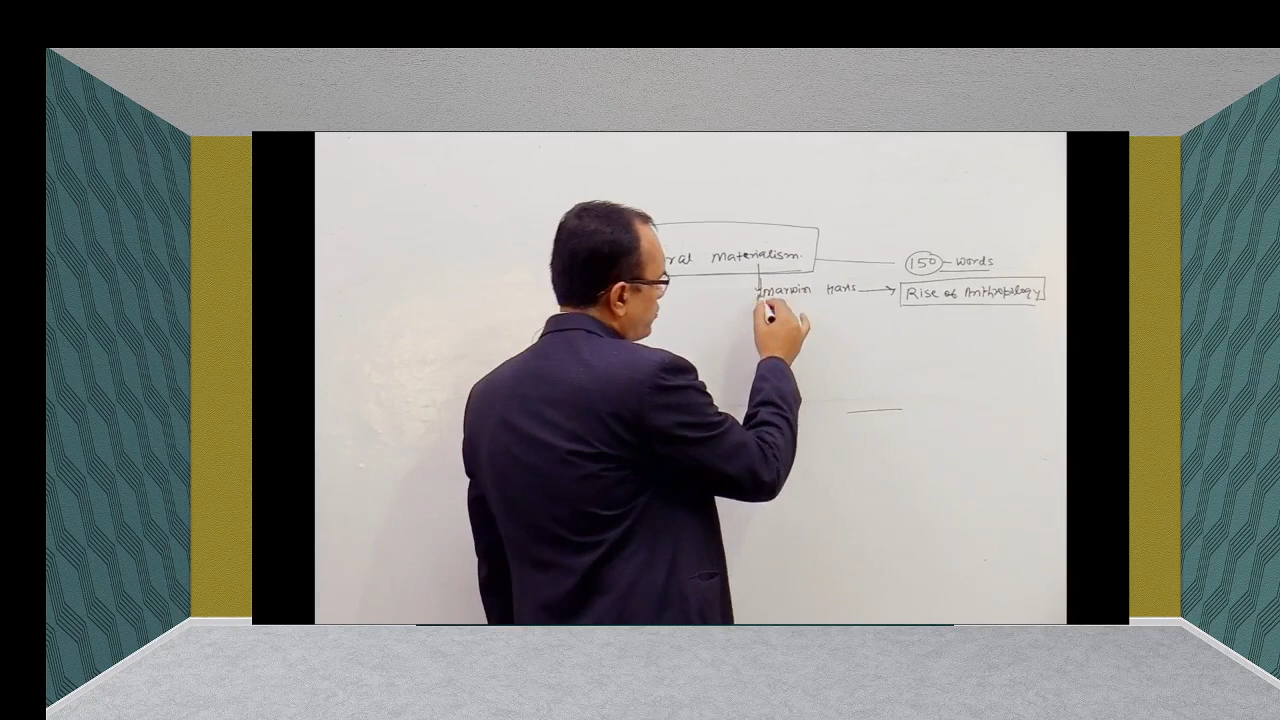 ral Materialism.
150 - words
Marvin Harris
Rise of Anthropology